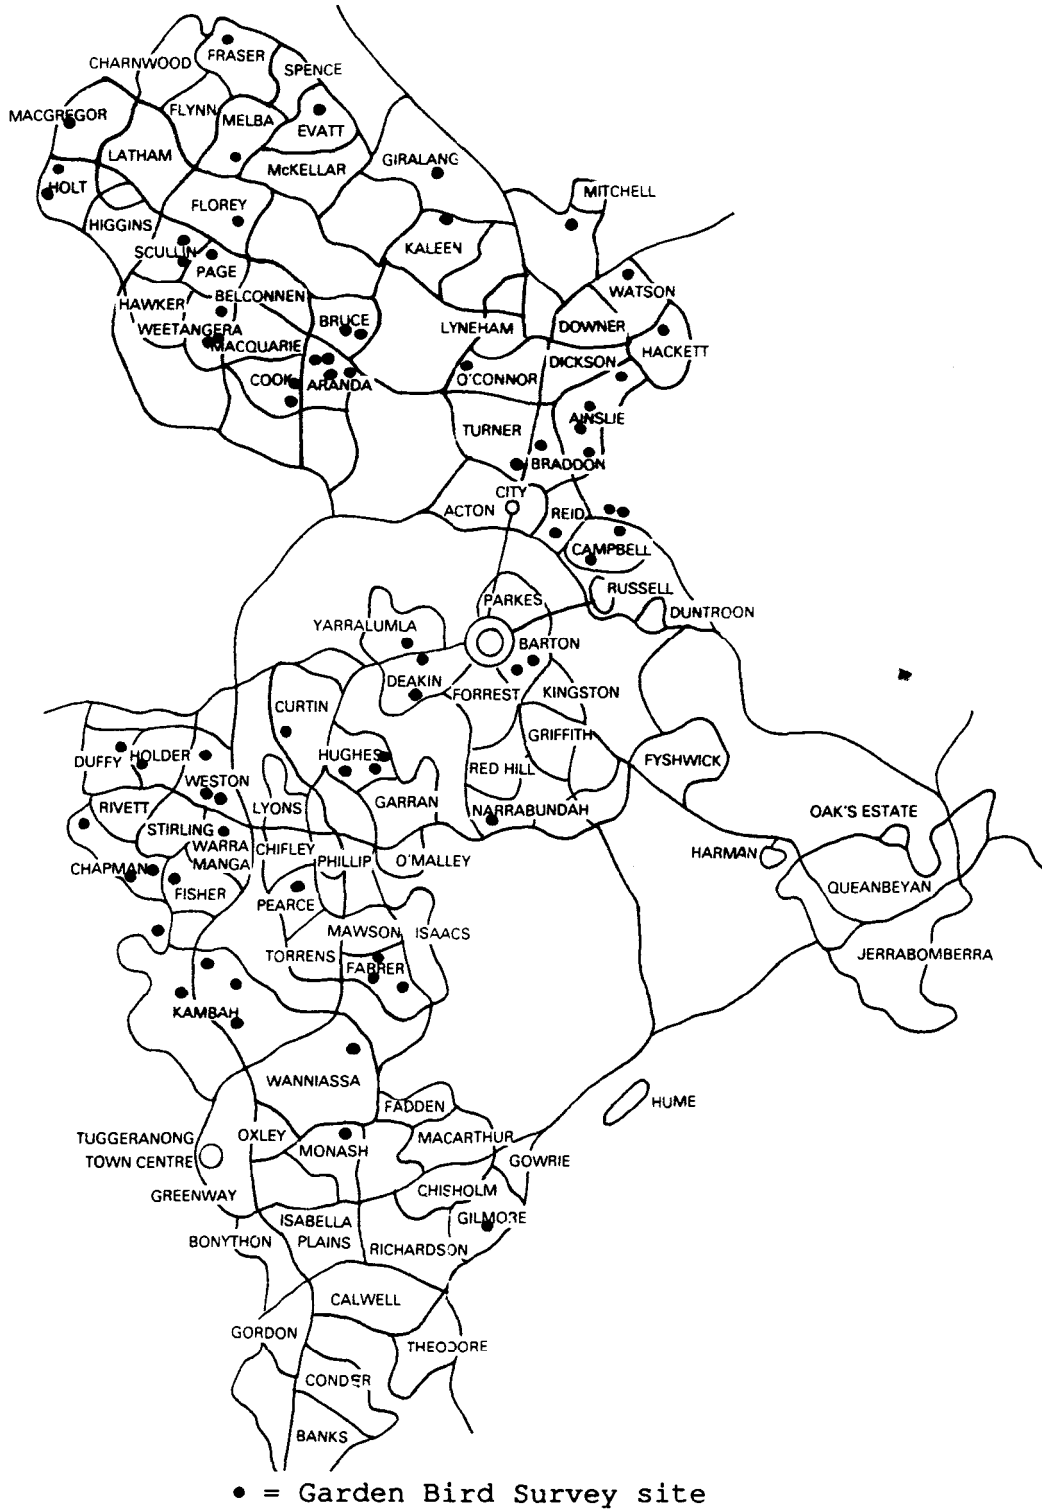 FRASER
CHARNWOOD
SPENCE
MACGREGOR
FLYNN
MELBA
EVATT
LATHAM
McKELLAR
GIRALANG
HOLT
MITCHELL
FLOREY
HIGGINS
KALEEN
SCULLIN
PAGE
WATSON
HAWKER
BELCONNEN
WEETANGERA
BRUCE
LYNEHAM
DOWNER
MACQUARIE
HACKETT
DICKSON
COOK
ARANDA
O'CONNOR
AINSLIE
TURNER
BRADDON
CITY
ACTON
REID
CAMPBELL
RUSSELL
PARKES
DUNTROON
YARRALUMLA
BARTON
DEAKIN
FORREST
KINGSTON
CURTIN
GRIFFITH
HUGHES
DUFFY
HOLDER
FYSHWICK
RED HILL
WESTON
RIVETT
LYONS
GARRAN
NARRABUNDAH
OAK'S ESTATE
STIRLING
WARRA
MANGA
CHIFLEY
PHILLIP
O'MALLEY
HARMAN
CHAPMAN
FISHER
QUEANBEYAN
PEARCE
MAWSON
ISAACS
TORRENS
FARRER
JERRABOMBERRA
KAMBAH
WANNIASSA
FADDEN
HUME
TUGGERANONG
TOWN CENTRE
OXLEY
MONASH
MACARTHUR
GOWRIE
GREENWAY
CHISHOLM
ISABELLA
PLAINS
GILMORE
BONYTHON
RICHARDSON
CALWELL
GORDON
THEODORE
CONDER
BANKS
● = Garden Bird Survey site